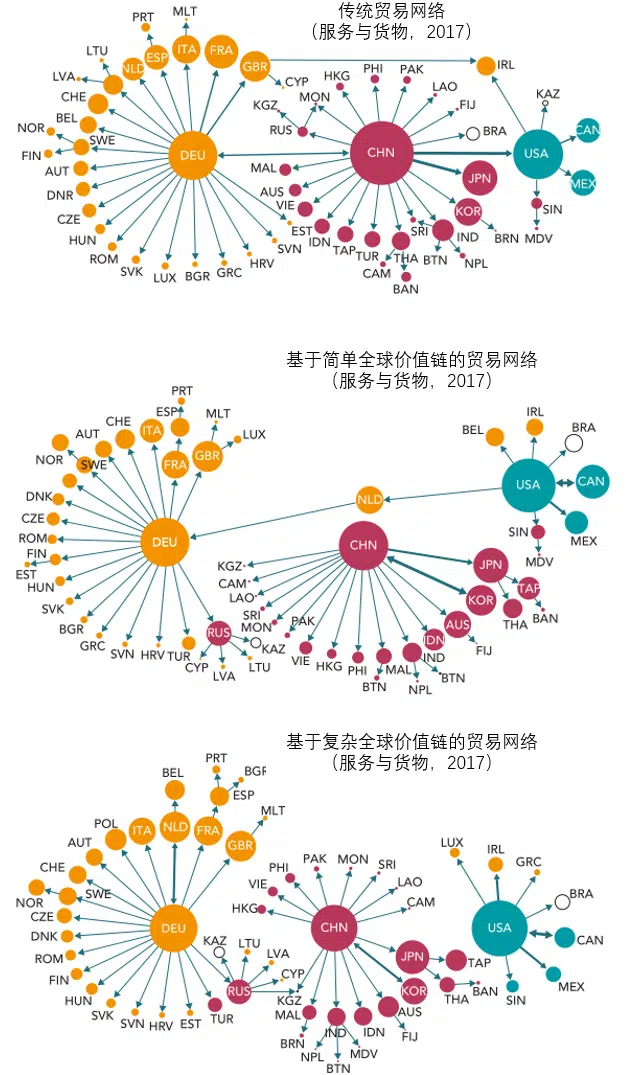 传统贸易网络
（服务与货物，2017）
MLT
PRT
ITA
FRA
ESP
GBR
LTU
NLD
LVA
CYP
IRL
CHE
BEL
NOR
SWE
FIN
AUT
DNR
CZE
HUN
ROM
SVK
LUX
BGR
GRC
HRV
SVN
EST
DEU
HKG
PHI
PAK
LAO
FIJ
KGZ
MON
RUS
BRA
CHN
MAL
AUS
VIE
IDN
TAP
TUR
THA
CAM
BAN
SRI
BTN
IND
NPL
KOR
BRN
JPN
USA
KAZ
CAN
MEX
SIN
MDV
基于简单全球价值链的贸易网络
（服务与货物，2017）
PRT
ESP
MLT
ITA
CHE
LUX
AUT
GBR
NOR
SWE
FRA
DNK
CZE
ROM
FIN
EST
HUN
SVK
BGR
GRC
SVN
HRV
TUR
DEU
RUS
KAZ
CYP
LVA
LTU
NLD
CHN
KGZ
CAM
LAO
SRI
MON
PAK
VIE
HKG
PHI
BTN
MAL
NPL
IND
BTN
IDN
AUS
FIJ
KOR
JPN
TAP
THA
BAN
BEL
IRL
BRA
USA
CAN
MEX
SIN
MDV
基于复杂全球价值链的贸易网络
（服务与货物，2017）
BEL
PRT
BGR
ESP
MLT
POL
ITA
NLD
FRA
GBR
AUT
CHE
NOR
SWE
CZE
DNK
ROM
FIN
HUN
SVK
SVN
HRV
EST
TUR
DEU
KAZ
LTU
LVA
CYP
RUS
KGZ
PHI
PAK
MON
SRI
VIE
LAO
HKG
CAM
CHN
MAL
BRN
IND
NPL
BTN
MDV
IDN
AUS
FIJ
KOR
JPN
TAP
THA
BAN
LUX
IRL
GRC
BRA
USA
CAN
MEX
SIN